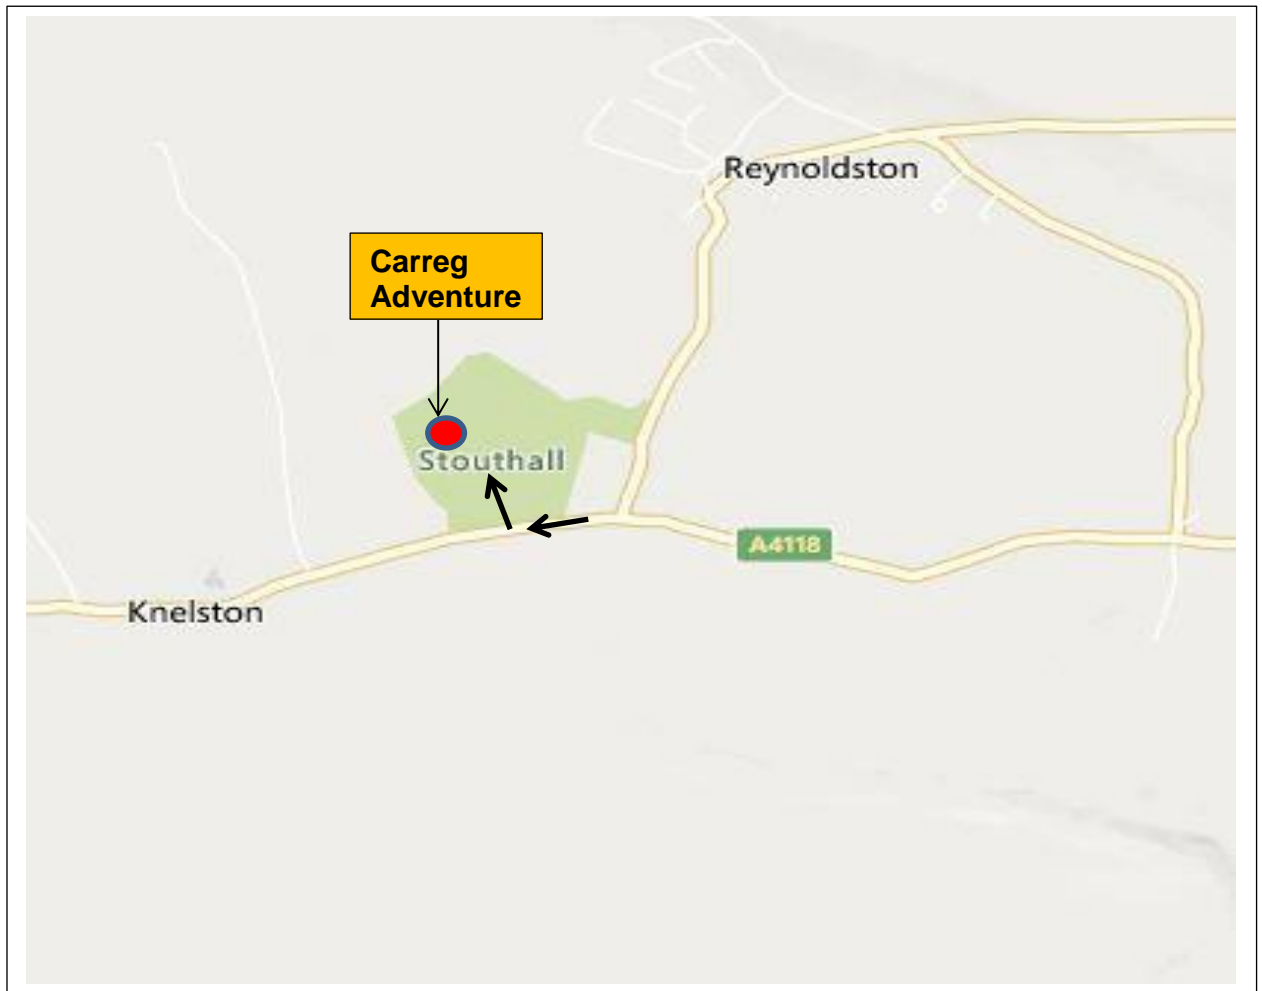 Reynoldston
Carreg
Adventure
Stouthall
A4118
Knelston